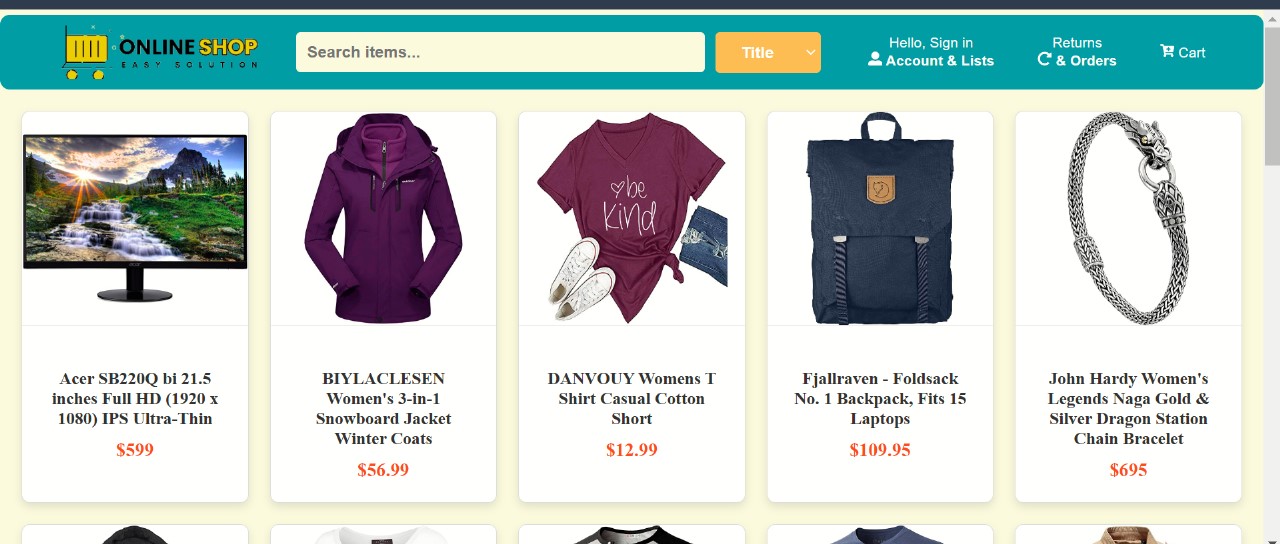 ONLINE SHOP
EASY SOLUTION
Search items...
Title
Hello, Sign in
Account & Lists
Returns
& Orders
Cart
be
kind
Acer SB220Q bi 21.5
inches Full HD (1920 x
1080) IPS Ultra-Thin
$599
BIYLACLESEN
Women's 3-in-1
Snowboard Jacket
Winter Coats
$56.99
DANVOUY Womens T
Shirt Casual Cotton
Short
$12.99
Fjallraven - Foldsack
No. 1 Backpack, Fits 15
Laptops
$109.95
John Hardy Women's
Legends Naga Gold &
Silver Dragon Station
Chain Bracelet
$695